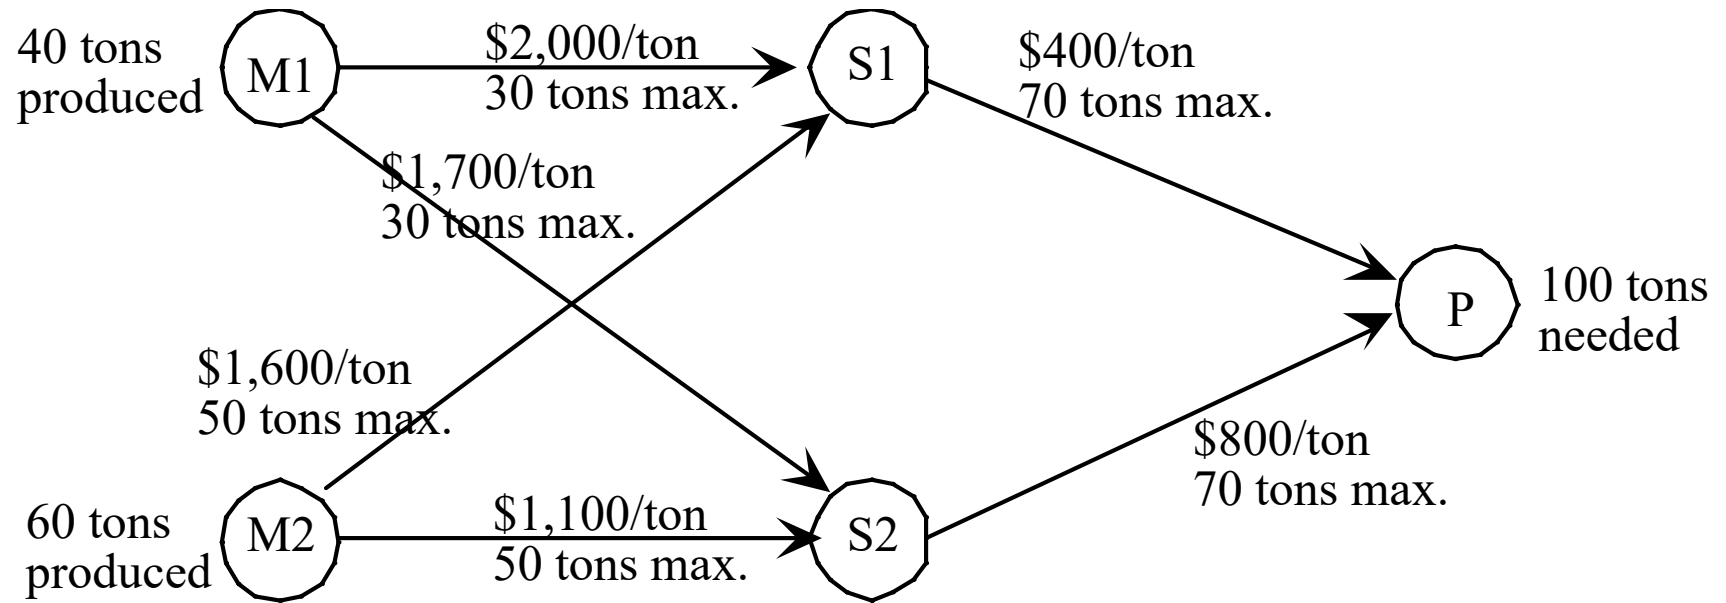 40 tons
produced
M1
$2,000/ton
30 tons max.
S1
$400/ton
70 tons max.
$1,700/ton
30 tons max.
P
100 tons
needed
$1,600/ton
50 tons max.
$800/ton
70 tons max.
60 tons
produced
M2
$1,100/ton
50 tons max.
S2